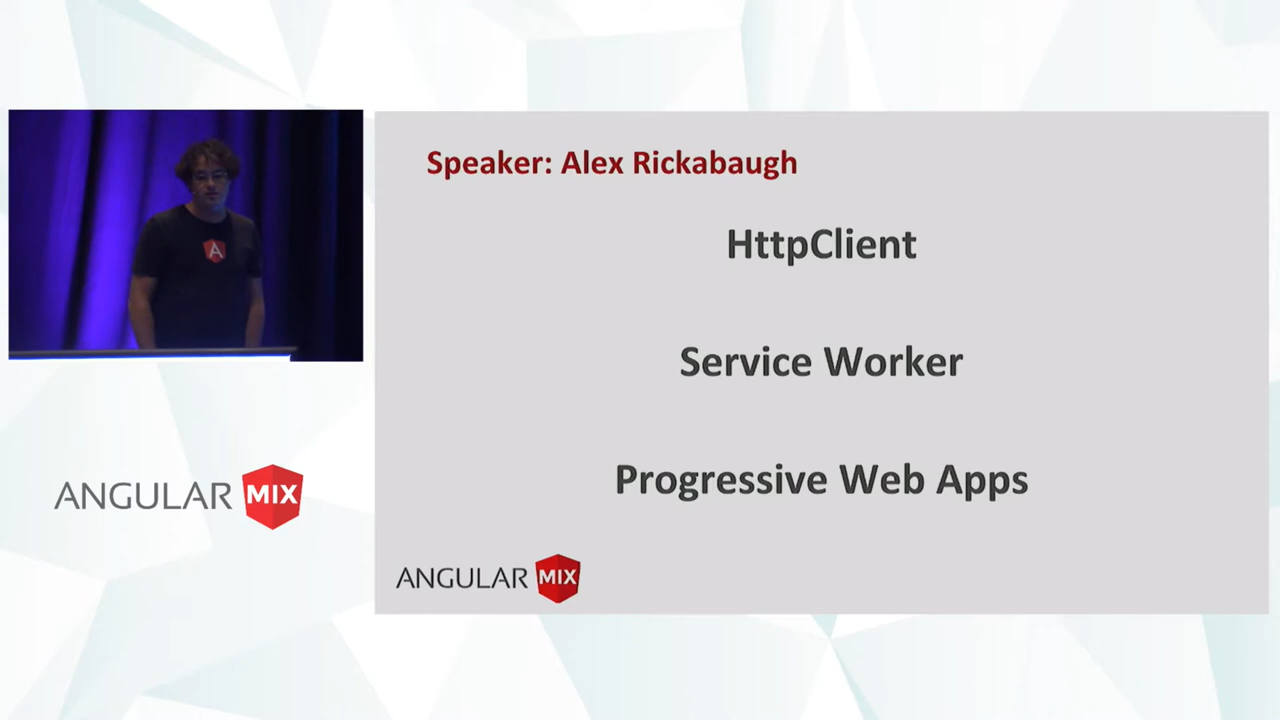 Speaker: Alex Rickabaugh
HttpClient
Service Worker
Progressive Web Apps
ANGULAR MIX
A
ANGULAR MIX